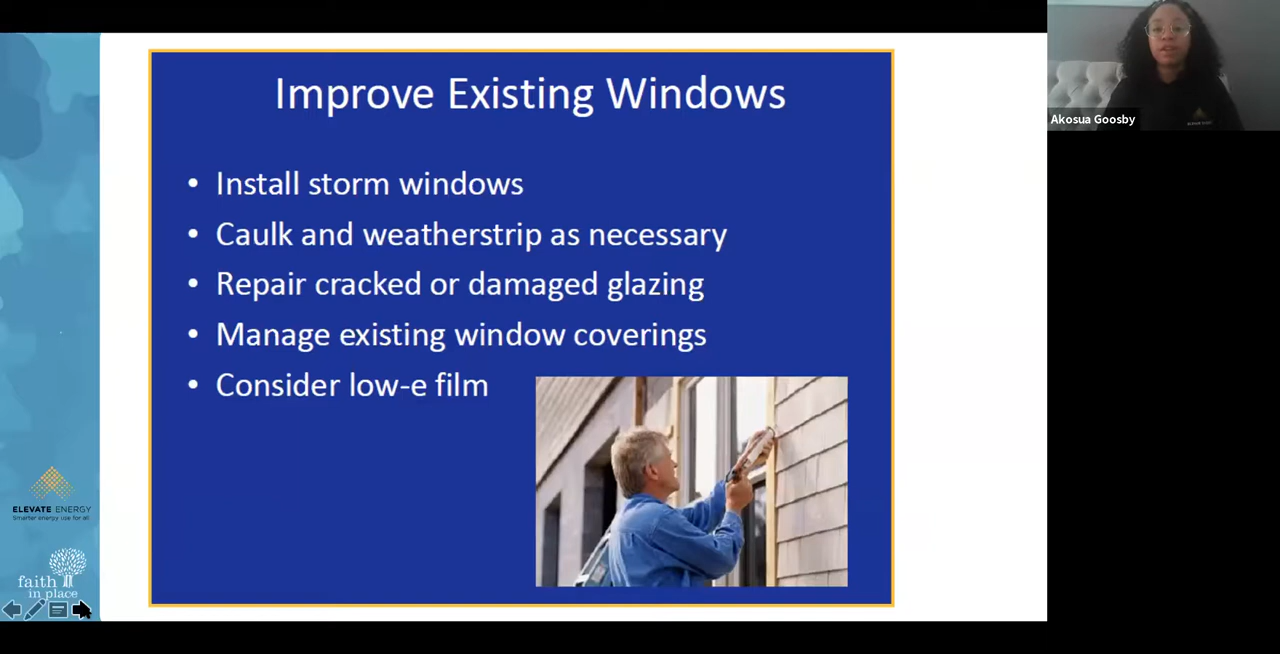 Improve Existing Windows
• Install storm windows
• Caulk and weatherstrip as necessary
• Repair cracked or damaged glazing
• Manage existing window coverings
• Consider low-e film
ELEVATE ENERGY
Smarter energy use for all
faith
in place
Akosua Goosby